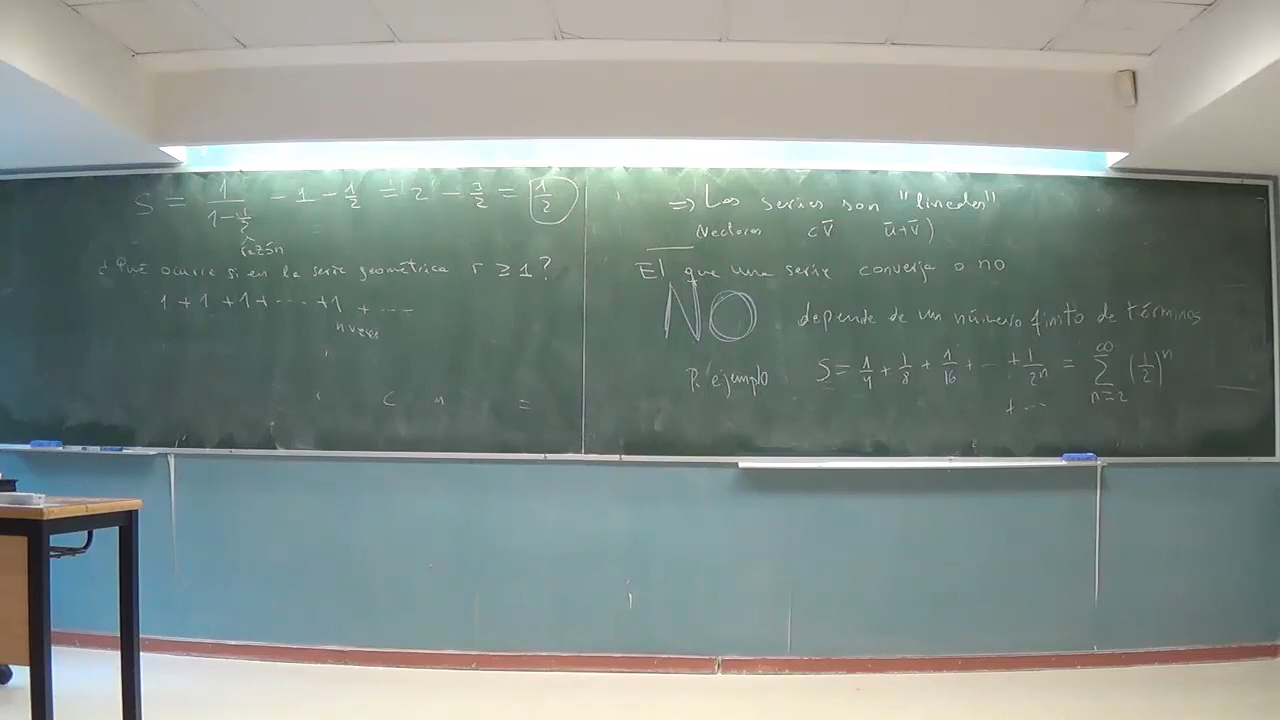 S = 1/(1-1/2) - 1 - 1/2 = 2 - 3/2 = 1/2
razón
¿Qué ocurre si en la serie geométrica r ≥ 1?
1 + 1 + 1 + ... + 1 + ...
n veces
⇒ Las series son "lineales"
Vectores cV̄ ū+v̄)
El que una serie converja o no
NO depende de un número finito de términos
P. ejemplo S = 1/4 + 1/8 + 1/16 + ... + 1/2ⁿ = ∑_{n=2}^{∞} (1/2)ⁿ
+ ...